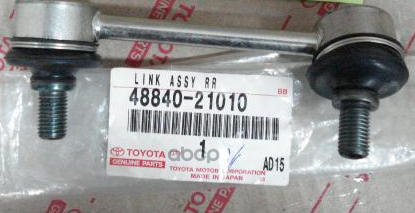 LINK ASSY RR
BB
48840-21010
1
AD15
TOYOTA
GENUINE PARTS
TOYOTA MOTOR CORPORATION
MADE IN JAPAN